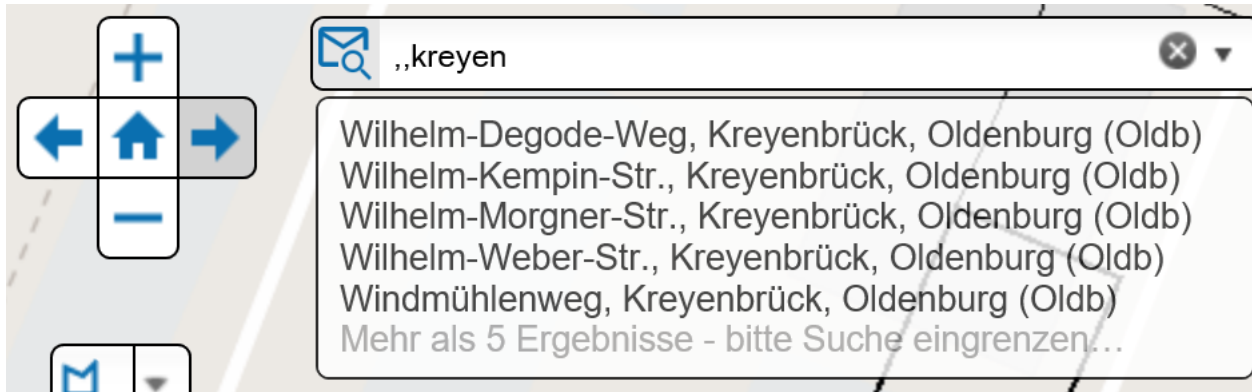 ,,kreyen
Wilhelm-Degode-Weg, Kreyenbrück, Oldenburg (Oldb)
Wilhelm-Kempin-Str., Kreyenbrück, Oldenburg (Oldb)
Wilhelm-Morgner-Str., Kreyenbrück, Oldenburg (Oldb)
Wilhelm-Weber-Str., Kreyenbrück, Oldenburg (Oldb)
Windmühlenweg, Kreyenbrück, Oldenburg (Oldb)
Mehr als 5 Ergebnisse - bitte Suche eingrenzen...